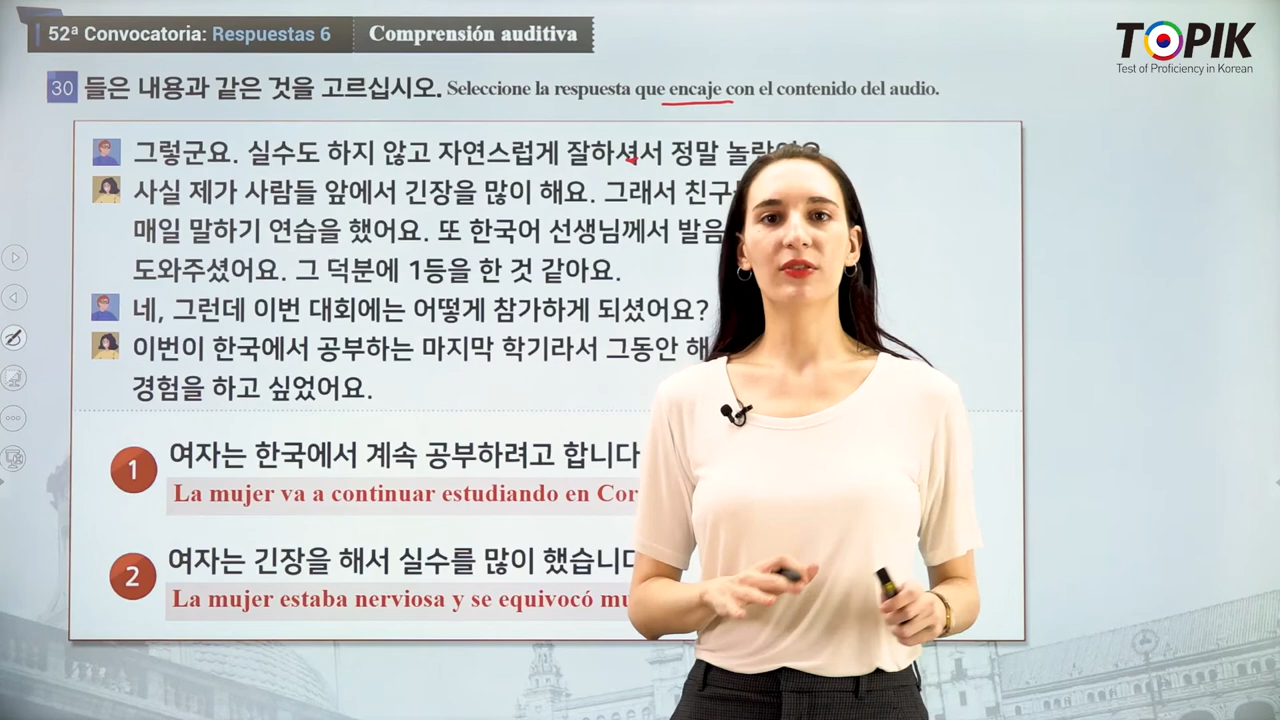 52ª Convocatoria: Respuestas 6 Comprensión auditiva
TOPIK
Test of Proficiency in Korean
30 들은 내용과 같은 것을 고르십시오. Seleccione la respuesta que encaje con el contenido del audio.
그렇군요. 실수도 하지 않고 자연스럽게 잘하셔서 정말
사실 제가 사람들 앞에서 긴장을 많이 해요. 그래서
매일 말하기 연습을 했어요. 또 한국어 선생님께서 발음
도와주셨어요. 그 덕분에 1등을 한 것 같아요.
네, 그런데 이번 대회에는 어떻게 참가하게 되셨어요?
이번이 한국에서 공부하는 마지막 학기라서 그동안
경험을 하고 싶었어요.
1 여자는 한국에서 계속 공부하려고 합니다
La mujer va a continuar estudiando en
2 여자는 긴장을 해서 실수를 많이
La mujer estaba nerviosa y se equivocó